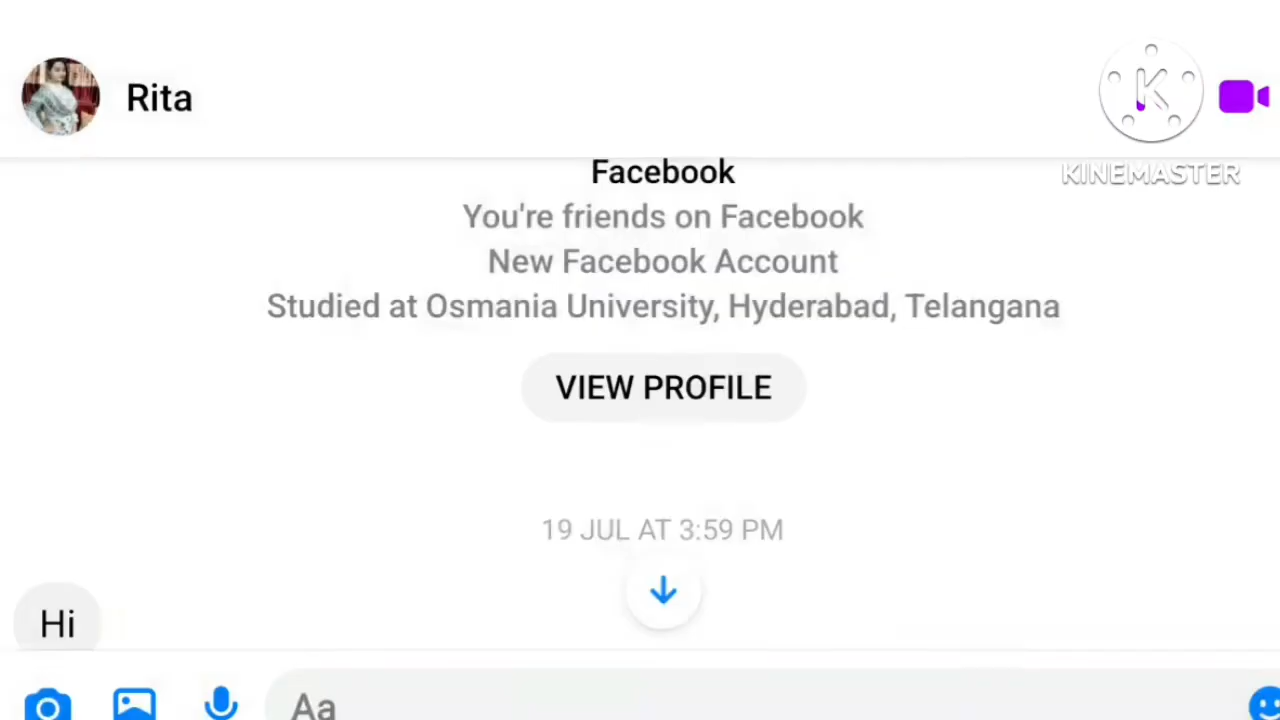 Rita
KINEMASTER
Facebook
You're friends on Facebook
New Facebook Account
Studied at Osmania University, Hyderabad, Telangana
VIEW PROFILE
19 JUL AT 3:59 PM
Hi
Aa